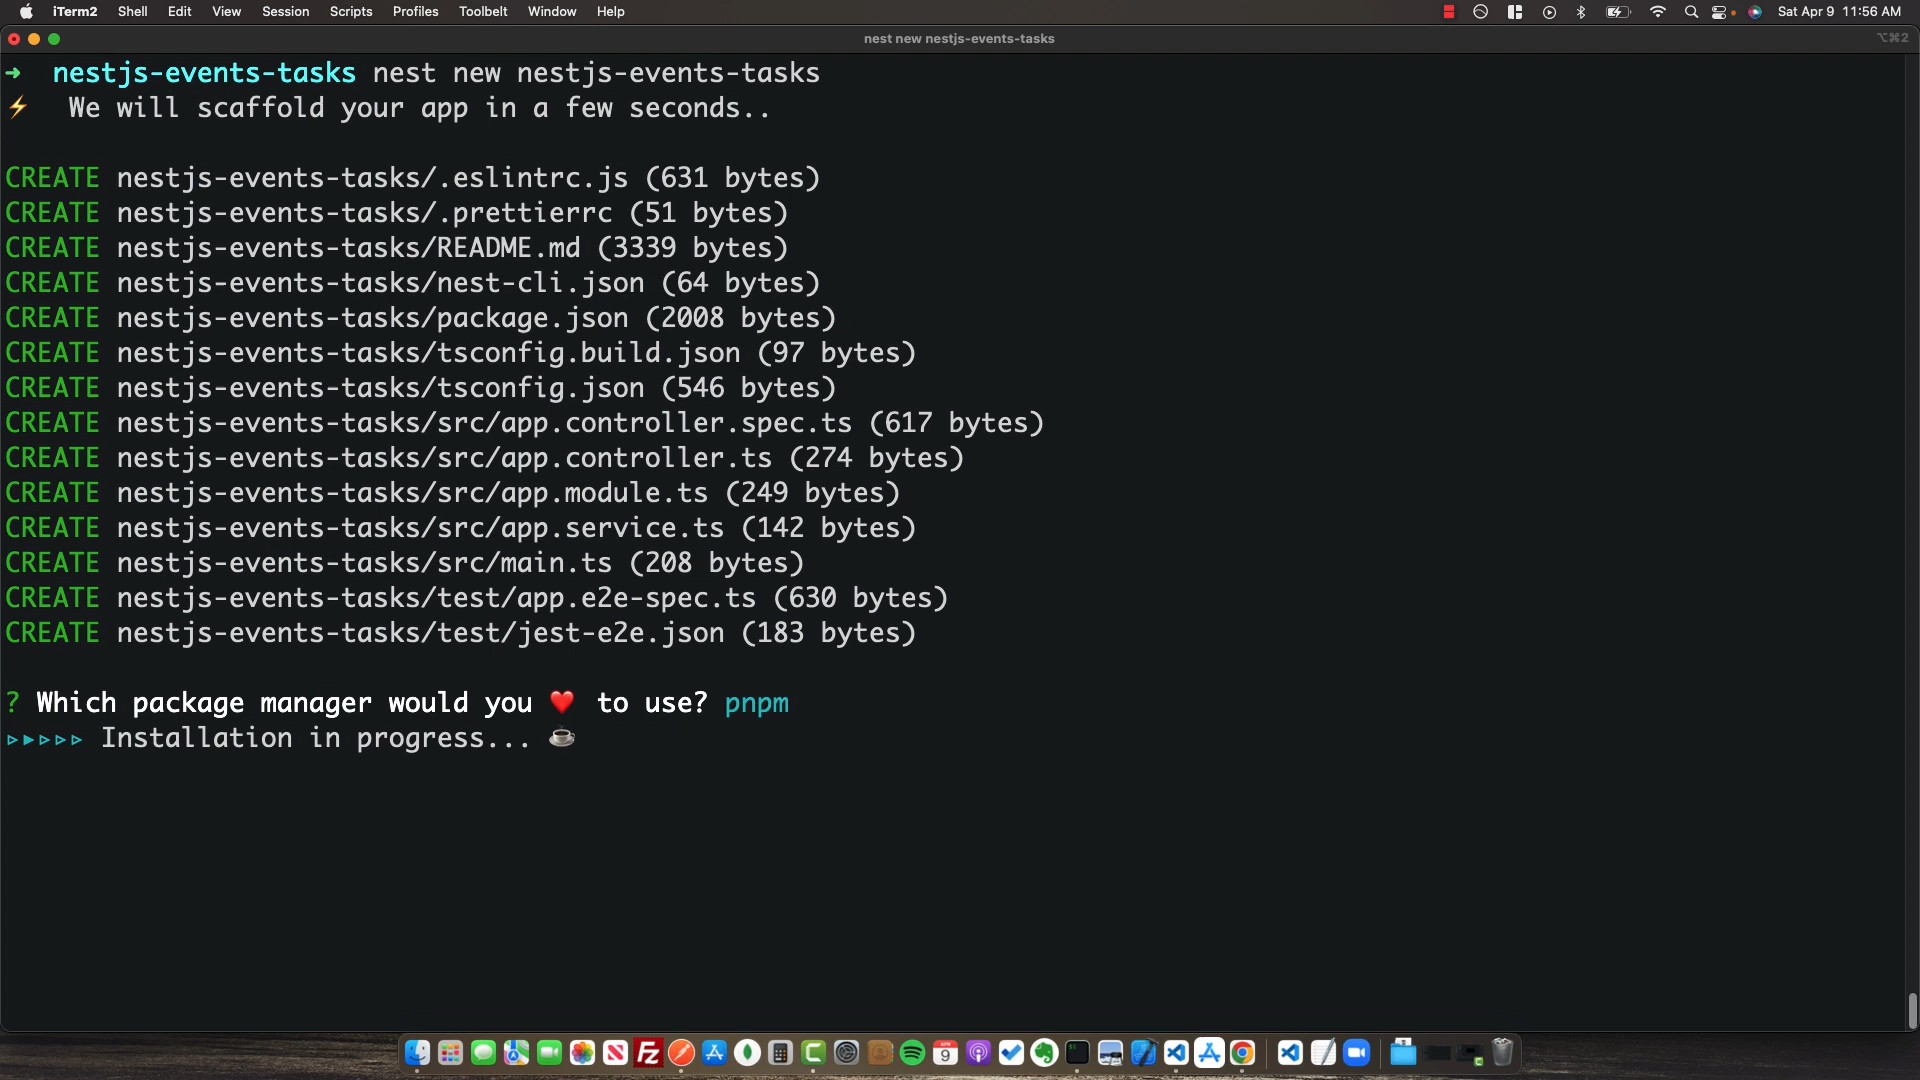 iTerm2 Shell Edit View Session Scripts Profiles Toolbelt Window Help Sat Apr 9 11:56 AM
nest new nestjs-events-tasks ⌥⌘2
➜ nestjs-events-tasks nest new nestjs-events-tasks
⚡ We will scaffold your app in a few seconds..
CREATE nestjs-events-tasks/.eslintrc.js (631 bytes)
CREATE nestjs-events-tasks/.prettierrc (51 bytes)
CREATE nestjs-events-tasks/README.md (3339 bytes)
CREATE nestjs-events-tasks/nest-cli.json (64 bytes)
CREATE nestjs-events-tasks/package.json (2008 bytes)
CREATE nestjs-events-tasks/tsconfig.build.json (97 bytes)
CREATE nestjs-events-tasks/tsconfig.json (546 bytes)
CREATE nestjs-events-tasks/src/app.controller.spec.ts (617 bytes)
CREATE nestjs-events-tasks/src/app.controller.ts (274 bytes)
CREATE nestjs-events-tasks/src/app.module.ts (249 bytes)
CREATE nestjs-events-tasks/src/app.service.ts (142 bytes)
CREATE nestjs-events-tasks/src/main.ts (208 bytes)
CREATE nestjs-events-tasks/test/app.e2e-spec.ts (630 bytes)
CREATE nestjs-events-tasks/test/jest-e2e.json (183 bytes)
? Which package manager would you ❤️ to use? pnpm
▹▸▹▹▹ Installation in progress... ☕
Fz 9